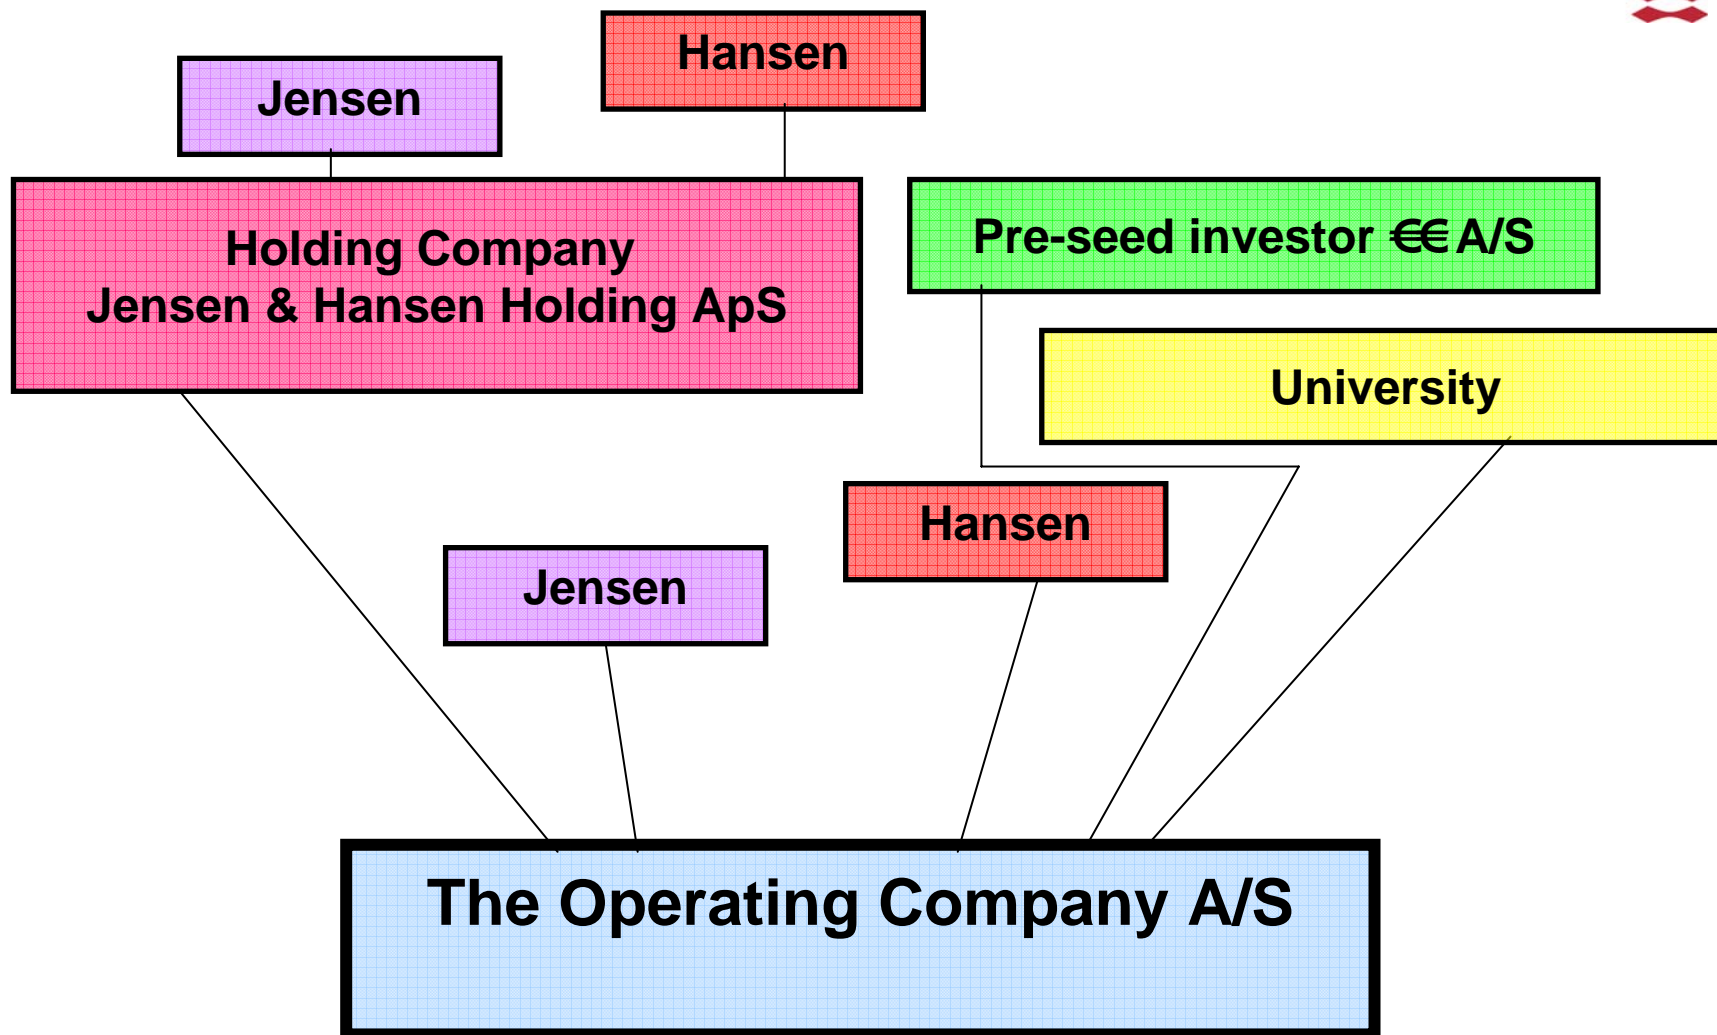 Hansen
Jensen
Holding Company
Jensen & Hansen Holding ApS
Pre-seed investor €€ A/S
University
Hansen
Jensen
The Operating Company A/S